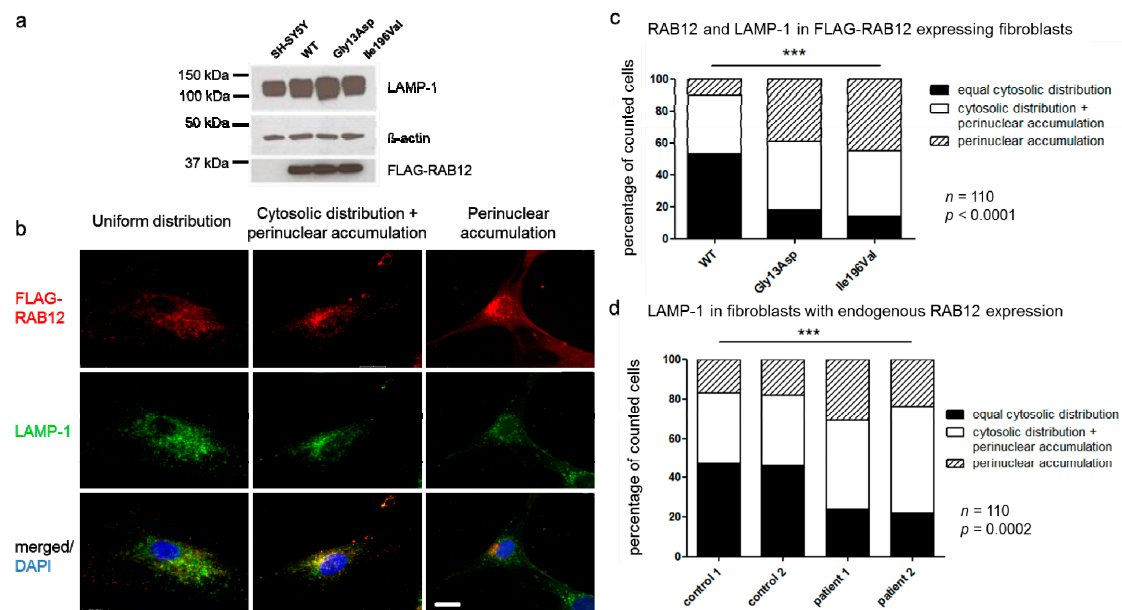 a
SH-SY5Y
WT
Gly13Asp
Ile196Val
150 kDa
100 kDa
LAMP-1
50 kDa
ß-actin
37 kDa
FLAG-RAB12
b
Uniform distribution
Cytosolic distribution +
perinuclear accumulation
Perinuclear
accumulation
FLAG-
RAB12
LAMP-1
merged/
DAPI
c
RAB12 and LAMP-1 in FLAG-RAB12 expressing fibroblasts
***
percentage of counted cells
100
80
60
40
20
0
WT
Gly13Asp
Ile196Val
equal cytosolic distribution
cytosolic distribution +
perinuclear accumulation
perinuclear accumulation
n = 110
p < 0.0001
d
LAMP-1 in fibroblasts with endogenous RAB12 expression
***
percentage of counted cells
100
80
60
40
20
0
control 1
control 2
patient 1
patient 2
equal cytosolic distribution
cytosolic distribution +
perinuclear accumulation
perinuclear accumulation
n = 110
p = 0.0002